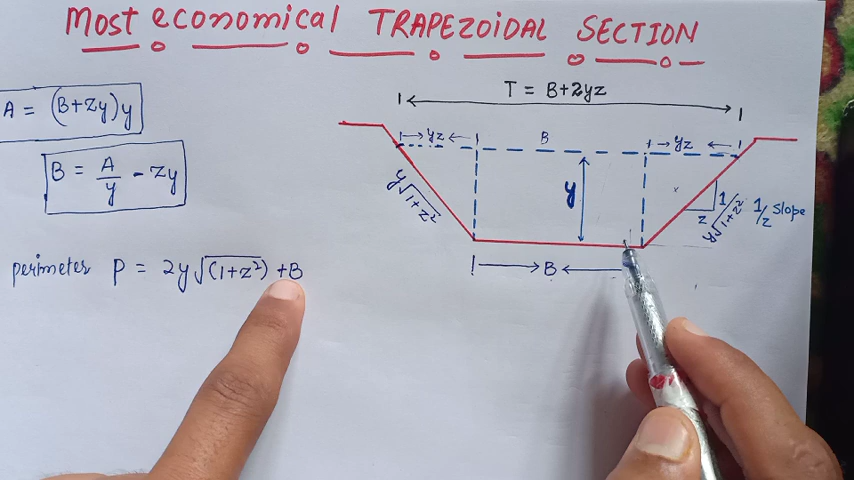 Most economical TRAPEZOIDAL SECTION
A = (B+Zy)y
B = A/y - Zy
perimeter P = 2y√(1+z²) + B
T = B+2yz
yz
B
yz
y√1+z²
y
1
z
y√1+z²
1/z slope
B